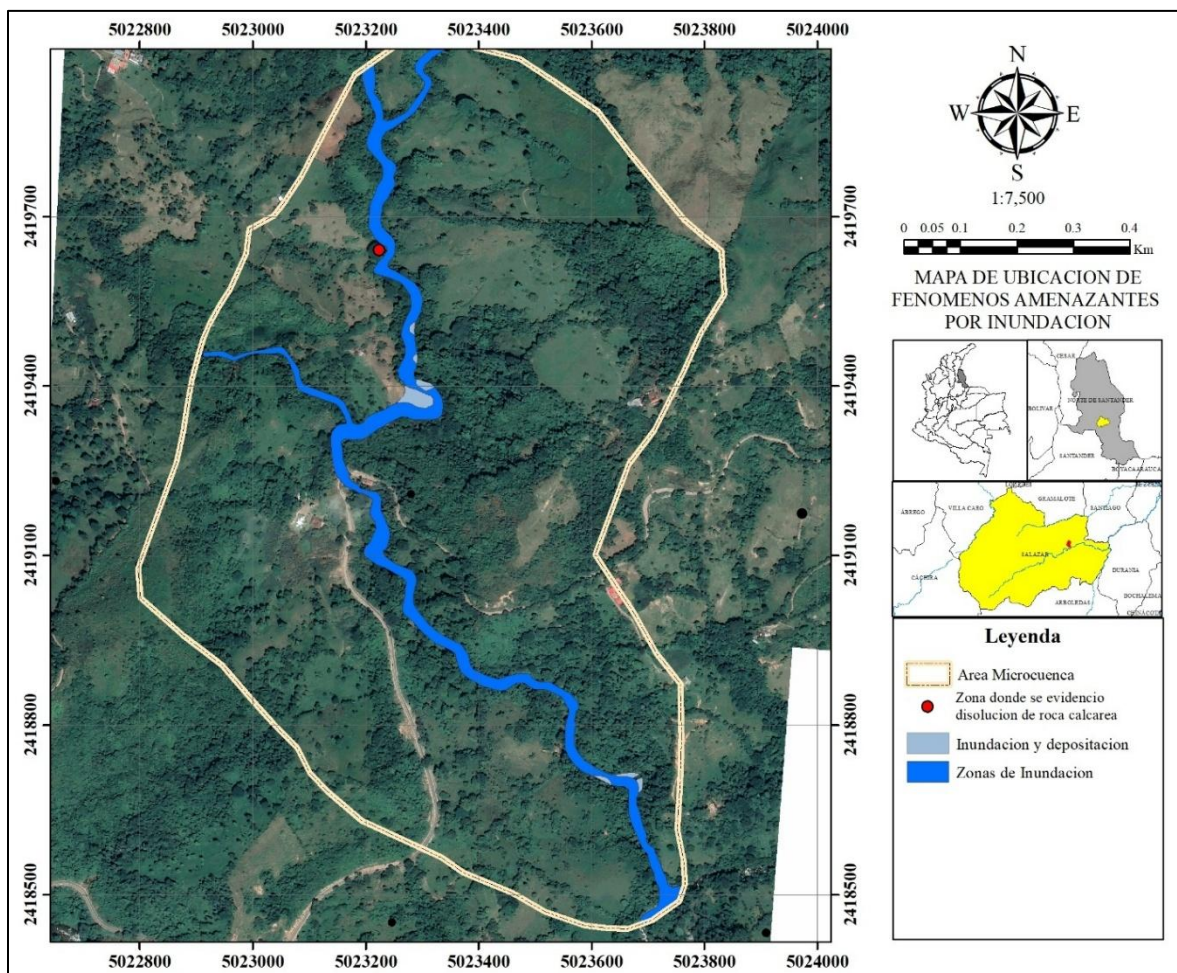 5022800 5023000 5023200 5023400 5023600 5023800 5024000
2419700
2419400
2419100
2418800
2418500
2419700
2419400
2419100
2418800
2418500
5022800 5023000 5023200 5023400 5023600 5023800 5024000
N
W E
S
1:7,500
0 0.05 0.1 0.2 0.3 0.4
Km
MAPA DE UBICACION DE
FENOMENOS AMENAZANTES
POR INUNDACION
CESAR
NORTE DE SANTANDER
BOLIVAR
SANTANDER
BOYACA ARAUCA
GRAMALOTE
VILLA CARO
SANTIAGO
ÁBREGO
SALAZAR
DURANIA
CÁCHIRA
BOCHALEMA
ARBOLEDAS
CHINÁCOTA
Leyenda
Area Microcuenca
Zona donde se evidencio
disolucion de roca calcarea
Inundacion y depositacion
Zonas de Inundacion